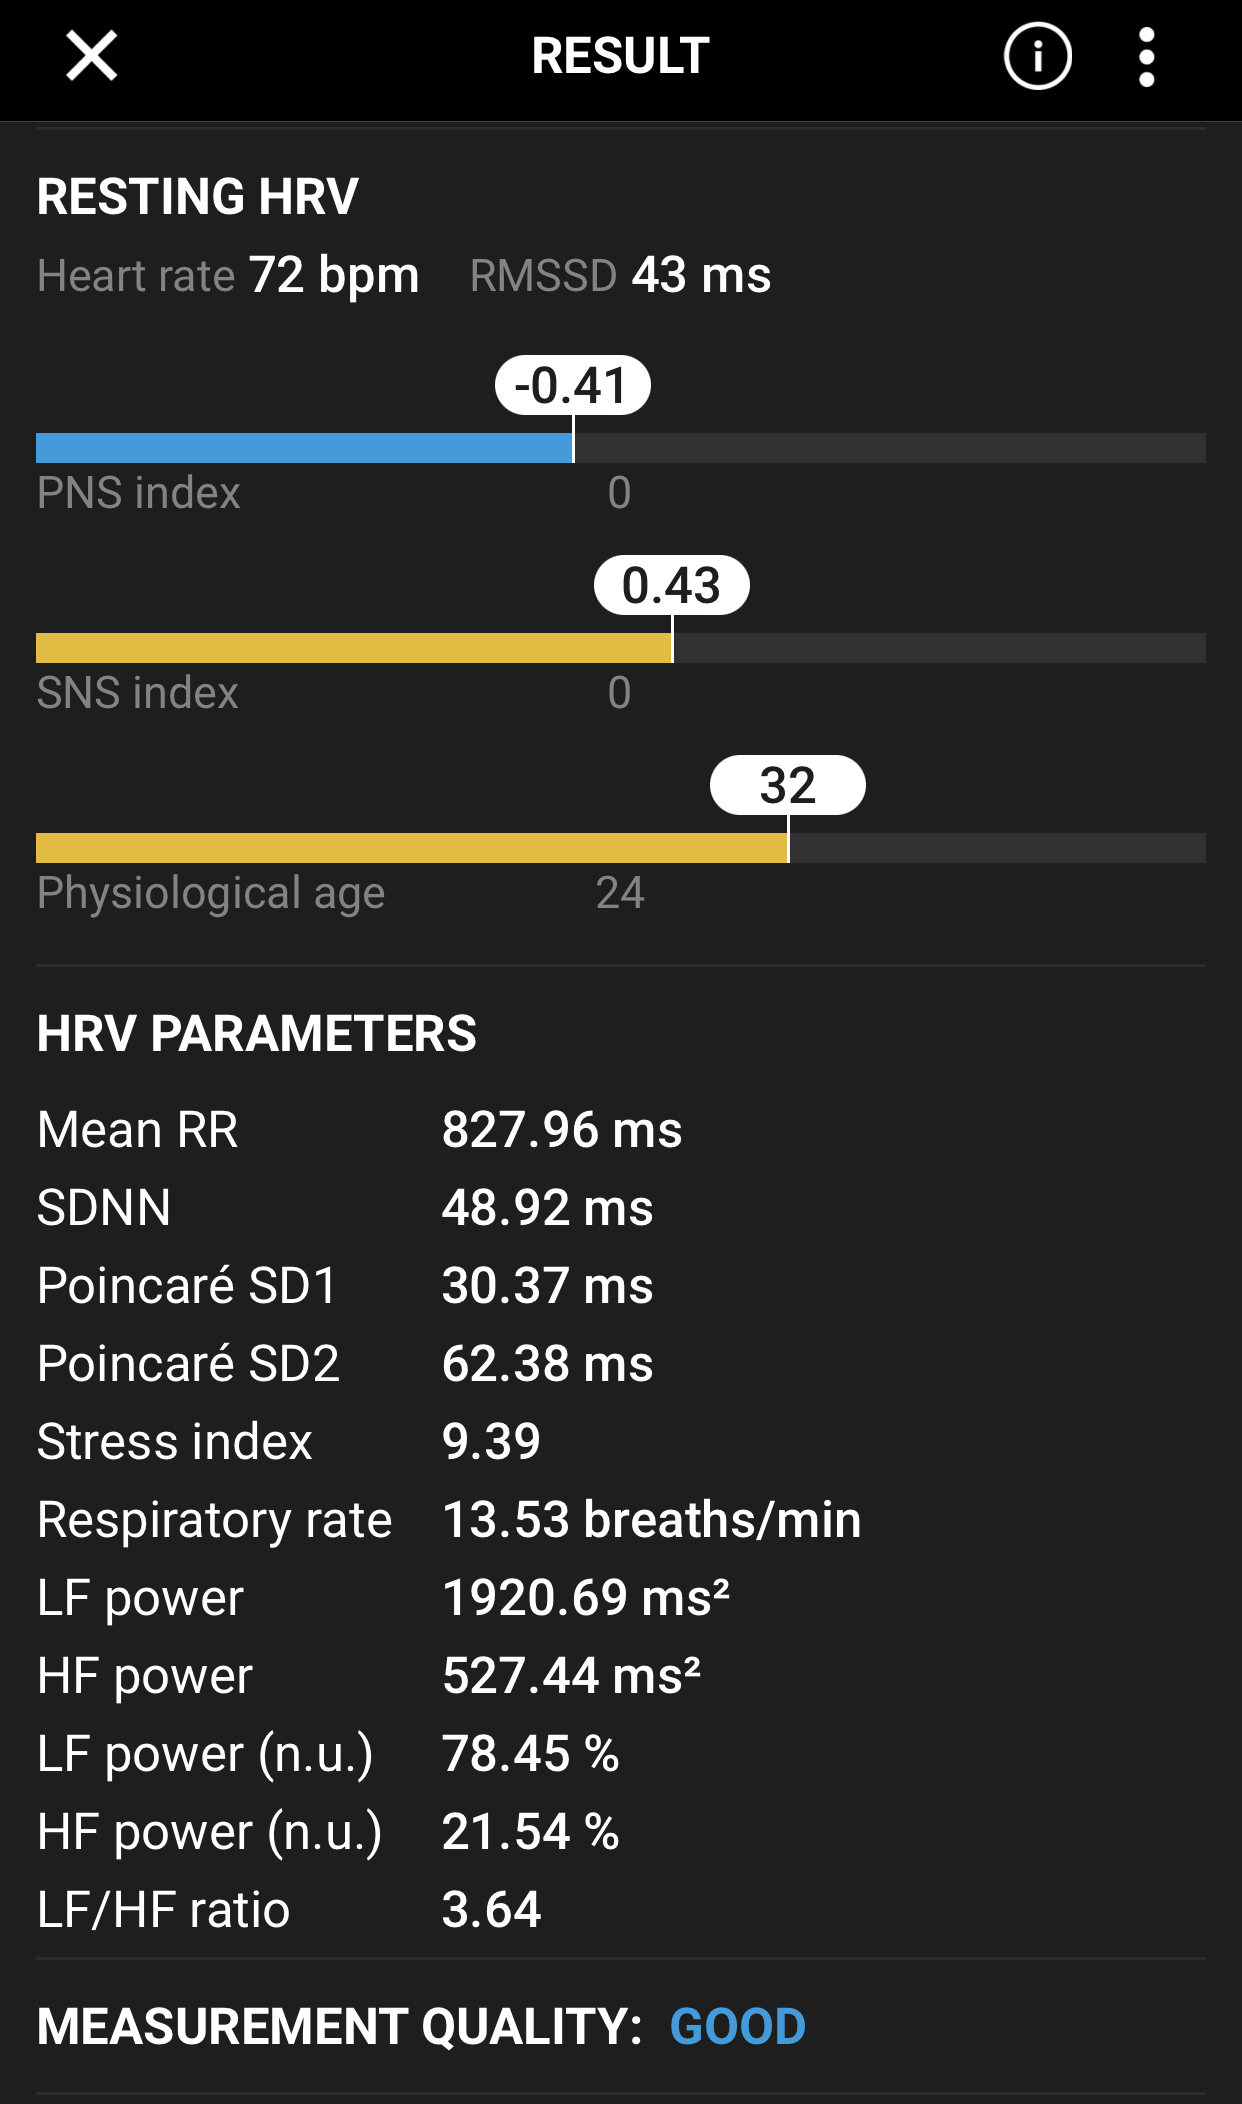 RESULT
RESTING HRV
Heart rate 72 bpm RMSSD 43 ms
-0.41
PNS index 0
0.43
SNS index 0
32
Physiological age 24
HRV PARAMETERS
Mean RR 827.96 ms
SDNN 48.92 ms
Poincaré SD1 30.37 ms
Poincaré SD2 62.38 ms
Stress index 9.39
Respiratory rate 13.53 breaths/min
LF power 1920.69 ms²
HF power 527.44 ms²
LF power (n.u.) 78.45 %
HF power (n.u.) 21.54 %
LF/HF ratio 3.64
MEASUREMENT QUALITY: GOOD